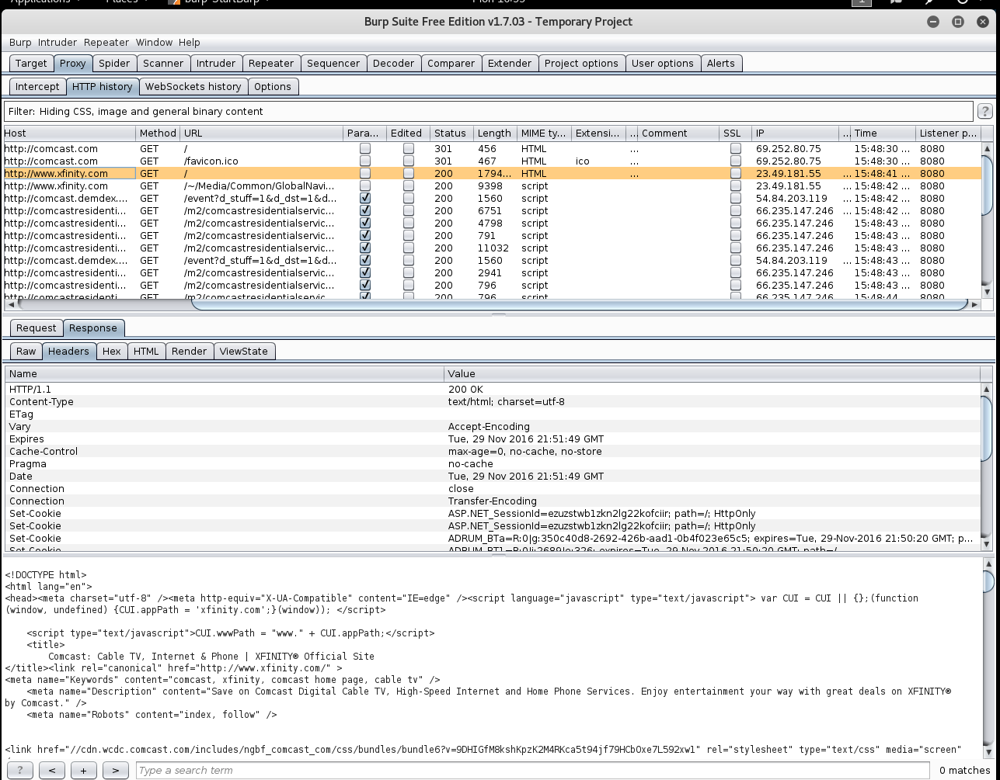 Applications Places burp-StartBurp Mon 16:53 1
Burp Suite Free Edition v1.7.03 - Temporary Project
Burp Intruder Repeater Window Help
Target Proxy Spider Scanner Intruder Repeater Sequencer Decoder Comparer Extender Project options User options Alerts
Intercept HTTP history WebSockets history Options
Filter: Hiding CSS, image and general binary content ?
Host Method URL Para... Edited Status Length MIME ty... Extensi... ... Comment SSL IP ... Time Listener p...
http://comcast.com GET / 301 456 HTML ... 69.252.80.75 15:48:30 ... 8080
http://comcast.com GET /favicon.ico 301 467 HTML ico ... 69.252.80.75 15:48:30 ... 8080
http://www.xfinity.com GET / 200 1794... HTML ... 23.49.181.55 ... 15:48:41 ... 8080
http://www.xfinity.com GET /~/Media/Common/GlobalNavi... 200 9398 script 23.49.181.55 ... 15:48:42 ... 8080
http://comcast.demdex.... GET /event?d_stuff=1&d_dst=1&d... 200 1560 script 54.84.203.119 ... 15:48:42 ... 8080
http://comcastresidenti... GET /m2/comcastresidentialservic... 200 6751 script 66.235.147.246 ... 15:48:42 ... 8080
http://comcastresidenti... GET /m2/comcastresidentialservic... 200 4798 script 66.235.147.246 ... 15:48:43 ... 8080
http://comcastresidenti... GET /m2/comcastresidentialservic... 200 791 script 66.235.147.246 ... 15:48:43 ... 8080
http://comcastresidenti... GET /m2/comcastresidentialservic... 200 11032 script 66.235.147.246 ... 15:48:43 ... 8080
http://comcast.demdex.... GET /event?d_stuff=1&d_dst=1&d... 200 1560 script 54.84.203.119 ... 15:48:43 ... 8080
http://comcastresidenti... GET /m2/comcastresidentialservic... 200 2941 script 66.235.147.246 ... 15:48:43 ... 8080
http://comcastresidenti... GET /m2/comcastresidentialservic... 200 796 script 66.235.147.246 ... 15:48:43 ... 8080
http://comcastresidenti... GET /m2/comcastresidentialservic... 200 796 script 66.235.147.246 ... 15:48:44 ... 8080
Request Response
Raw Headers Hex HTML Render ViewState
Name Value
HTTP/1.1 200 OK
Content-Type text/html; charset=utf-8
ETag
Vary Accept-Encoding
Expires Tue, 29 Nov 2016 21:51:49 GMT
Cache-Control max-age=0, no-cache, no-store
Pragma no-cache
Date Tue, 29 Nov 2016 21:51:49 GMT
Connection close
Connection Transfer-Encoding
Set-Cookie ASP.NET_SessionId=ezuzstwb1zkn2lg22kofciir; path=/; HttpOnly
Set-Cookie ASP.NET_SessionId=ezuzstwb1zkn2lg22kofciir; path=/; HttpOnly
Set-Cookie ADRUM_BTa=R:0|g:350c40d8-2692-426b-aad1-0b4f023e65c5; expires=Tue, 29-Nov-2016 21:50:20 GMT; p...
Set-Cookie ADRUM_BT1=R:0|i:2689|e:326; expires=Tue, 29-Nov-2016 21:50:20 GMT; path=/
<!DOCTYPE html>
<html lang="en">
<head><meta charset="utf-8" /><meta http-equiv="X-UA-Compatible" content="IE=edge" /><script language="javascript" type="text/javascript"> var CUI = CUI || {};(function
(window, undefined) {CUI.appPath = 'xfinity.com';}(window)); </script>
<script type="text/javascript">CUI.wwwPath = "www." + CUI.appPath;</script>
<title>
Comcast: Cable TV, Internet & Phone | XFINITY® Official Site
</title><link rel="canonical" href="http://www.xfinity.com/" >
<meta name="Keywords" content="comcast, xfinity, comcast home page, cable tv" />
<meta name="Description" content="Save on Comcast Digital Cable TV, High-Speed Internet and Home Phone Services. Enjoy entertainment your way with great deals on XFINITY®
by Comcast." />
<meta name="Robots" content="index, follow" />
<link href="//cdn.wcdc.comcast.com/includes/ngbf_comcast_com/css/bundles/bundle6?v=9DHIGfM8kshKpzK2M4RKca5t94jf79HCbOxe7L592xw1" rel="stylesheet" type="text/css" media="screen"
? < + > Type a search term 0 matches